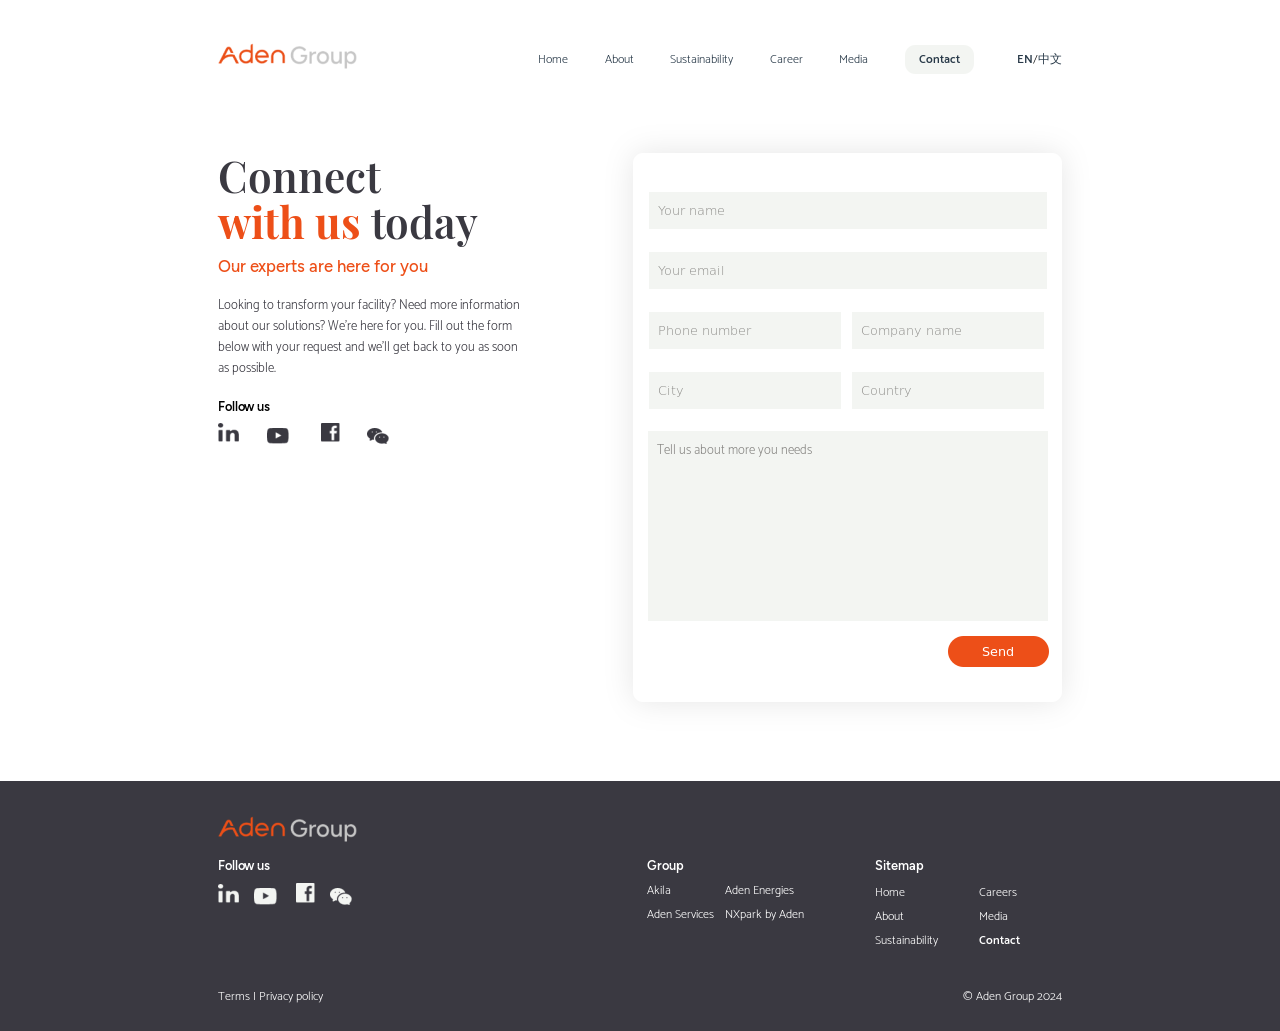 Aden Group
Home About Sustainability Career Media Contact EN/中文
Connect
with us today
Our experts are here for you
Looking to transform your facility? Need more information
about our solutions? We're here for you. Fill out the form
below with your request and we'll get back to you as soon
as possible.
Follow us
Your name
Your email
Phone number Company name
City Country
Tell us about more you needs
Send
Aden Group
Follow us
Group
Akila Aden Energies
Aden Services NXpark by Aden
Sitemap
Home Careers
About Media
Sustainability Contact
Terms I Privacy policy
© Aden Group 2024